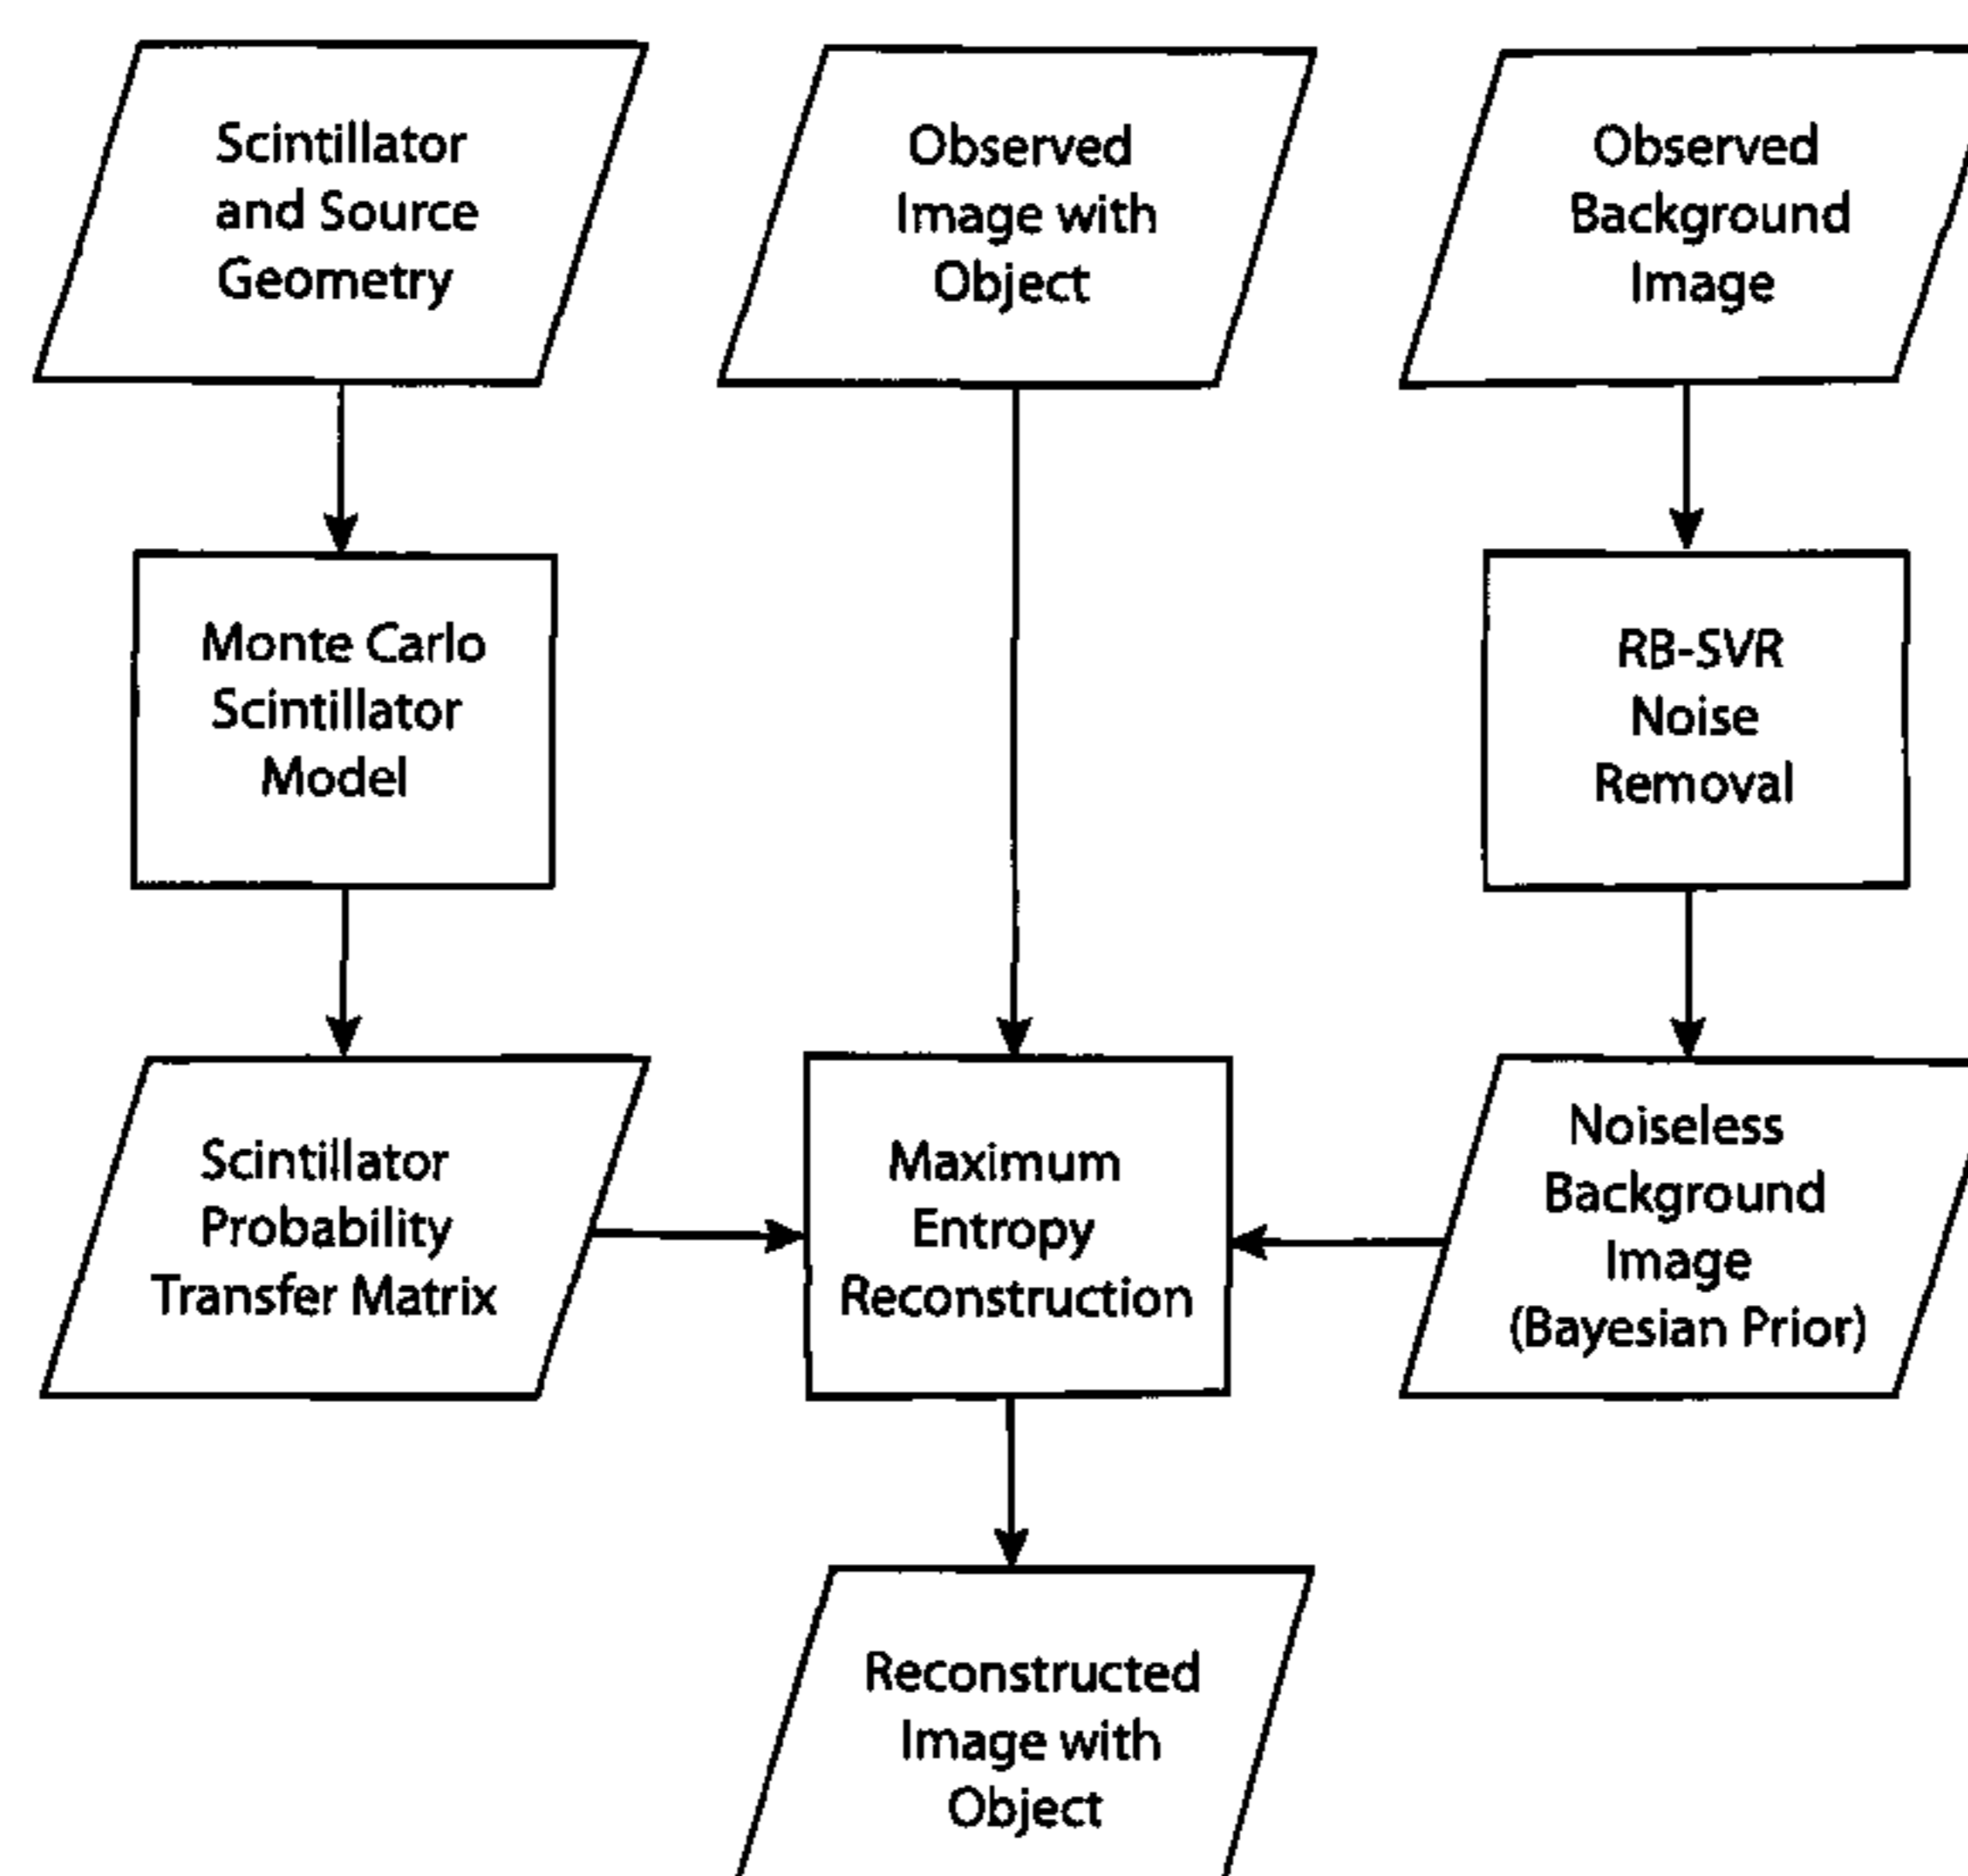 Scintillator
and Source
Geometry
Observed
Image with
Object
Observed
Background
Image
Monte Carlo
Scintillator
Model
RB-SVR
Noise
Removal
Scintillator
Probability
Transfer Matrix
Maximum
Entropy
Reconstruction
Noiseless
Background
Image
(Bayesian Prior)
Reconstructed
Image with
Object